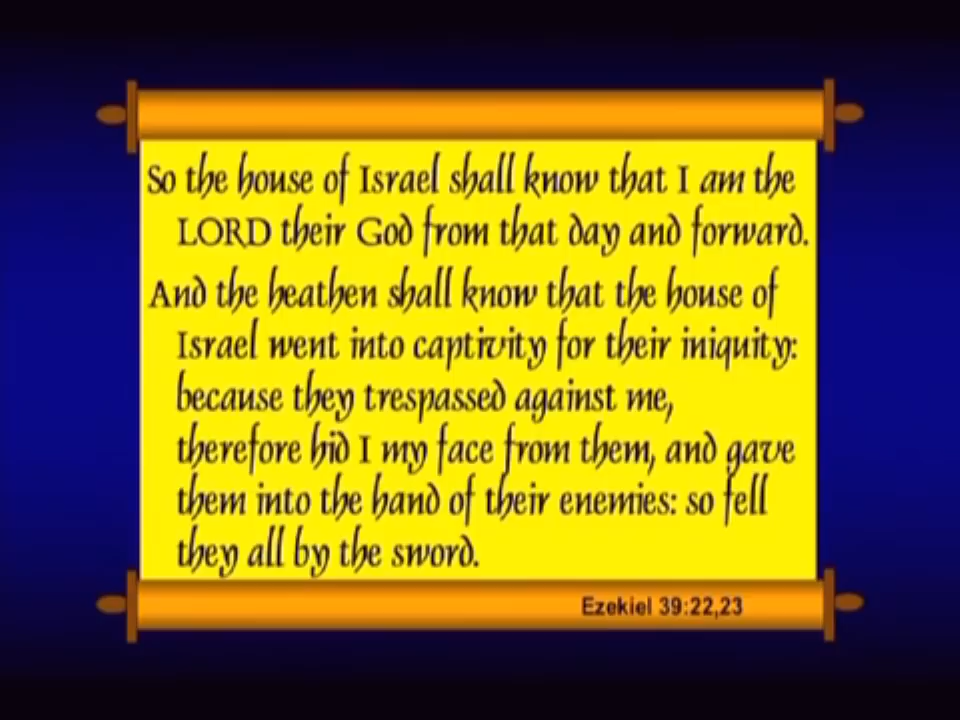 So the house of Israel shall know that I am the
LORD their God from that day and forward.
And the heathen shall know that the house of
Israel went into captivity for their iniquity:
because they trespassed against me,
therefore hid I my face from them, and gave
them into the hand of their enemies: so fell
they all by the sword.
Ezekiel 39:22,23